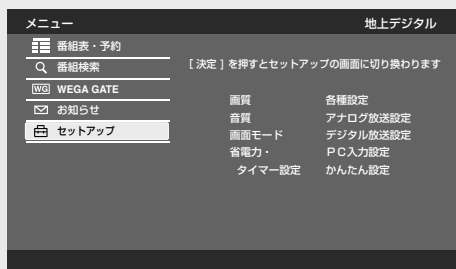 メニュー
地上デジタル
番組表・予約
番組検索
WG WEGA GATE
お知らせ
セットアップ
[ 決定 ] を押すとセットアップの画面に切り換わります
画質 各種設定
音質 アナログ放送設定
画面モード デジタル放送設定
省電力・ PC入力設定
タイマー設定 かんたん設定